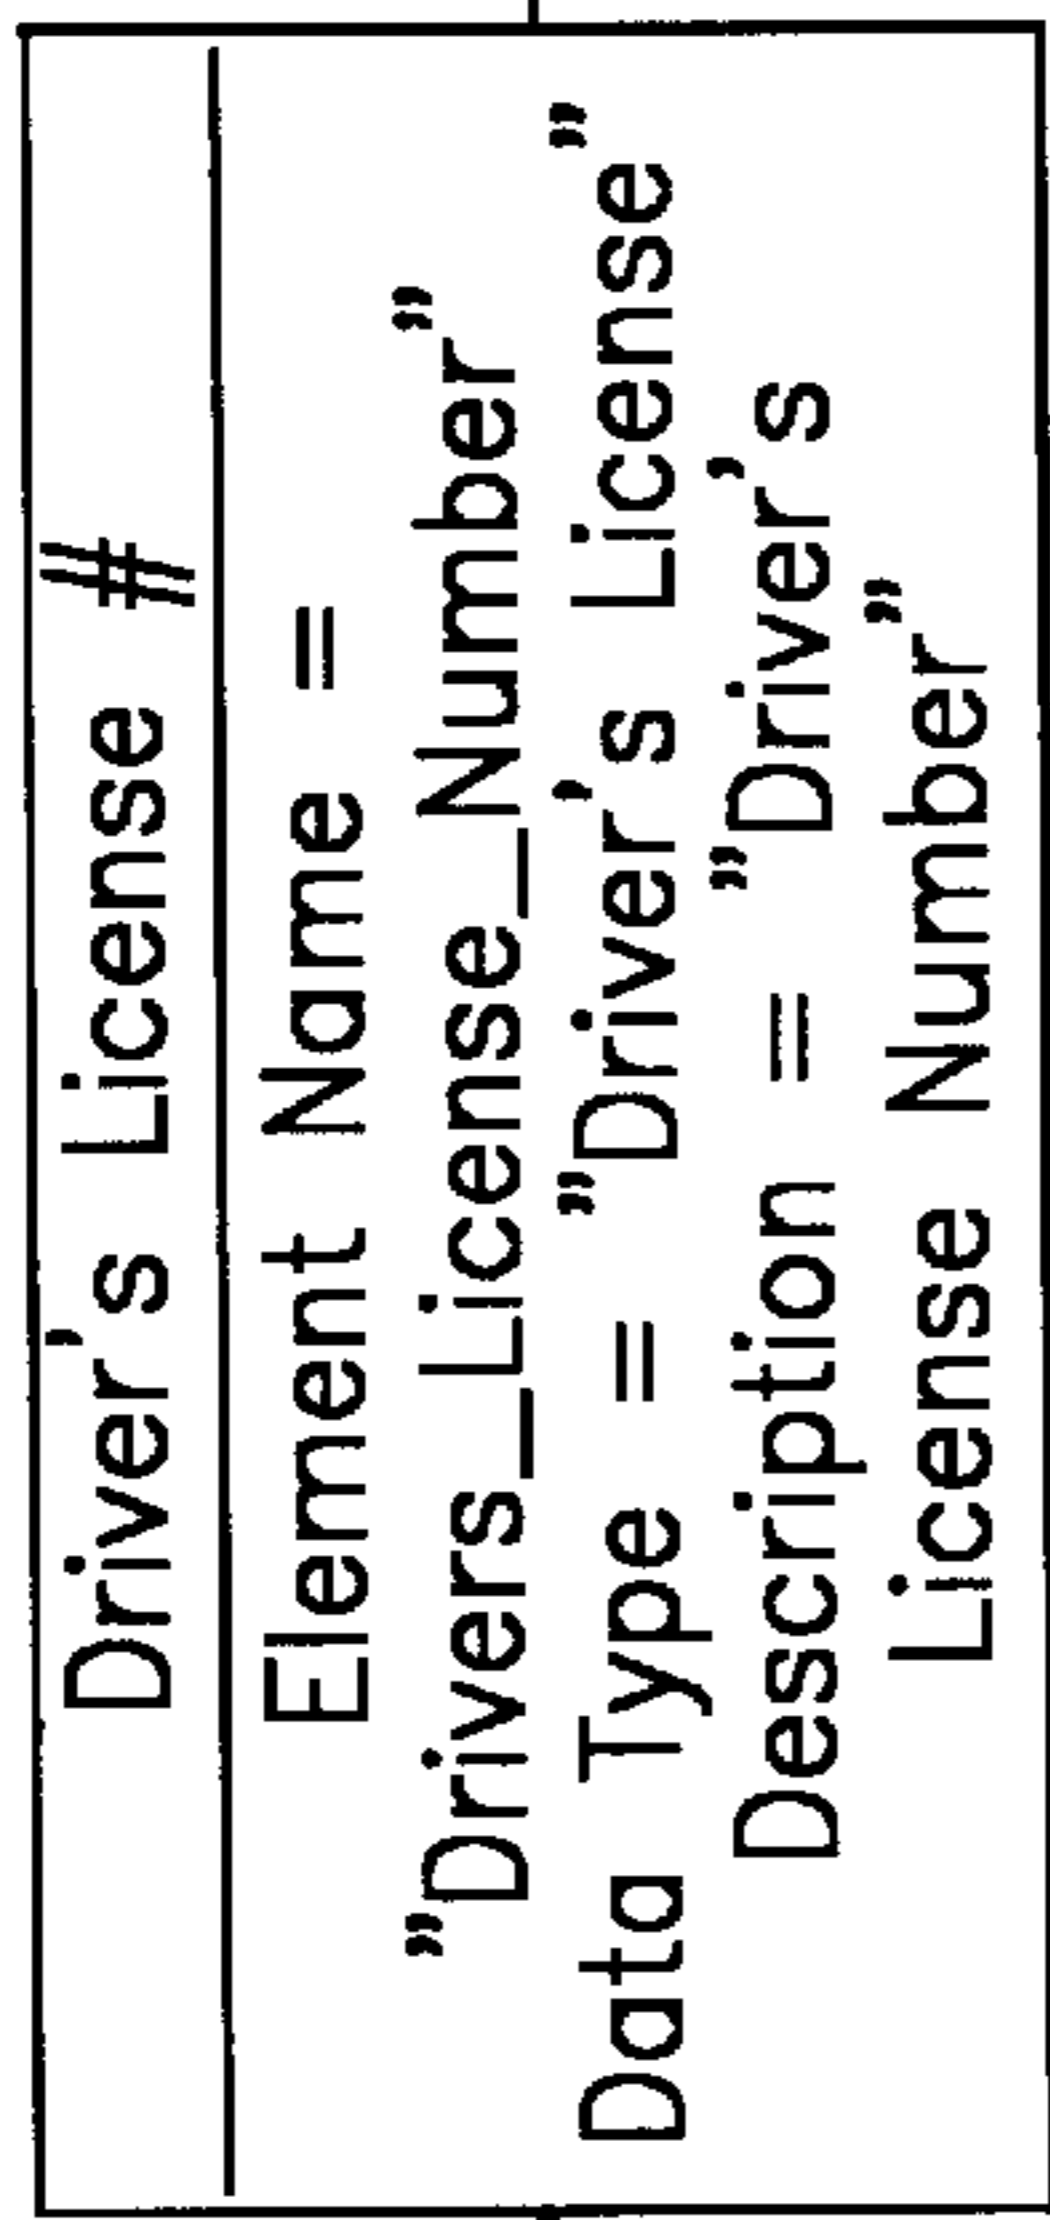 Driver's License #
Element Name =
"Drivers_License_Number"
Data Type = "Driver's License"
Description = "Driver's
License Number"